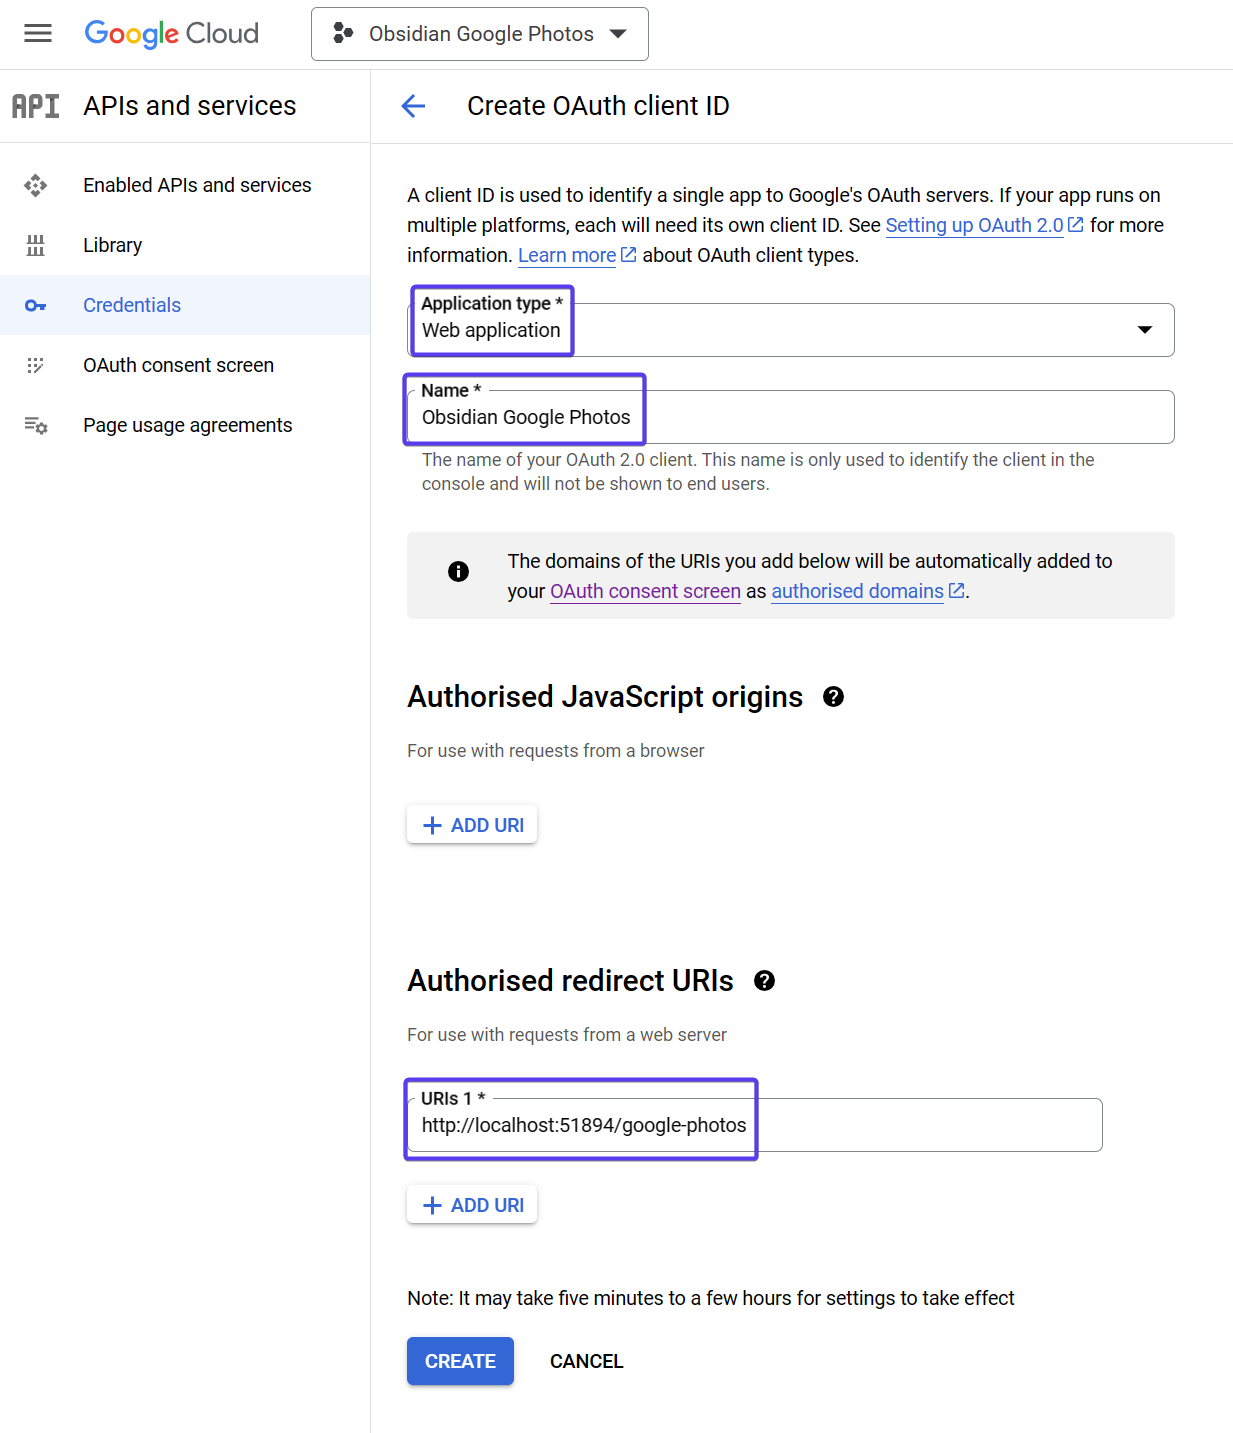 Google Cloud
Obsidian Google Photos
API
APIs and services
Create OAuth client ID
Enabled APIs and services
Library
Credentials
OAuth consent screen
Page usage agreements
A client ID is used to identify a single app to Google's OAuth servers. If your app runs on
multiple platforms, each will need its own client ID. See Setting up OAuth 2.0 for more
information. Learn more about OAuth client types.
Application type *
Web application
Name *
Obsidian Google Photos
The name of your OAuth 2.0 client. This name is only used to identify the client in the
console and will not be shown to end users.
The domains of the URIs you add below will be automatically added to
your OAuth consent screen as authorised domains.
Authorised JavaScript origins
For use with requests from a browser
+ ADD URI
Authorised redirect URIs
For use with requests from a web server
URIs 1 *
http://localhost:51894/google-photos
+ ADD URI
Note: It may take five minutes to a few hours for settings to take effect
CREATE
CANCEL